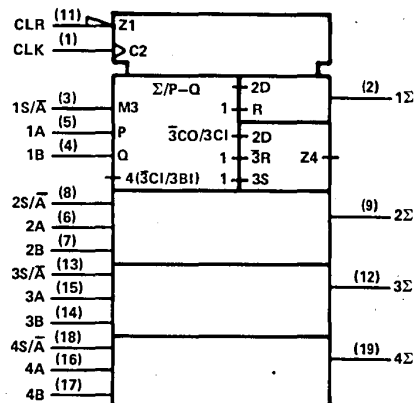 CLR (11) Z1
CLK (1) C2
Σ/P–Q 2D (2) 1Σ
1S/A̅ (3) M3 1 R
1A (5) P 3̅CO/3CI 2D
1B (4) Q 1 3̅R Z4
4(3̅CI/3BI) 1 3S
2S/A̅ (8)
2A (6) (9) 2Σ
2B (7)
3S/A̅ (13)
3A (15) (12) 3Σ
3B (14)
4S/A̅ (18)
4A (16) (19) 4Σ
4B (17)